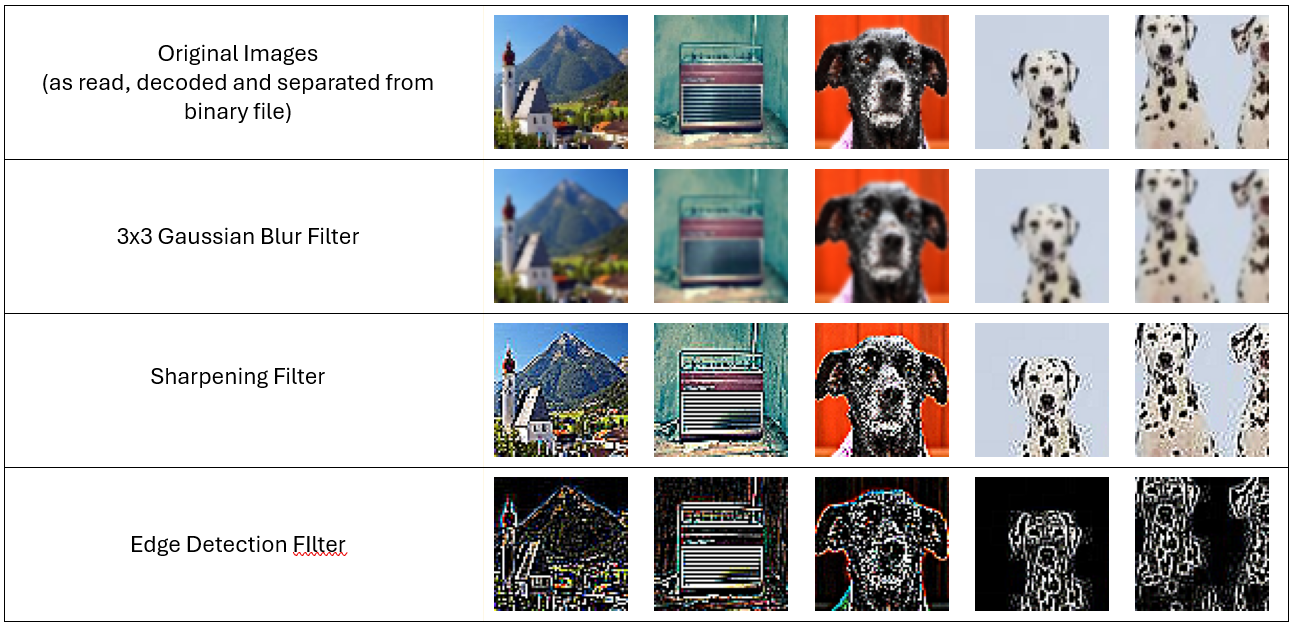 Original Images
(as read, decoded and separated from
binary file)
3x3 Gaussian Blur Filter
Sharpening Filter
Edge Detection FIlter